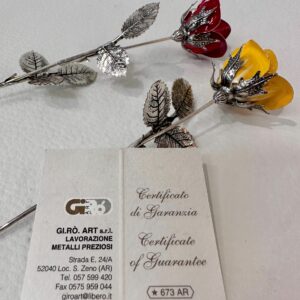 GI.RÒ. ART s.r.l.
LAVORAZIONE
METALLI PREZIOSI
Strada E, 24/A
52040 Loc. S. Zeno (AR)
Tel. 057 599 420
Fax 0575 959 044
giroart@libero.it
Certificato
di Garanzia
Certificate
of Guarantee
★ 673 AR